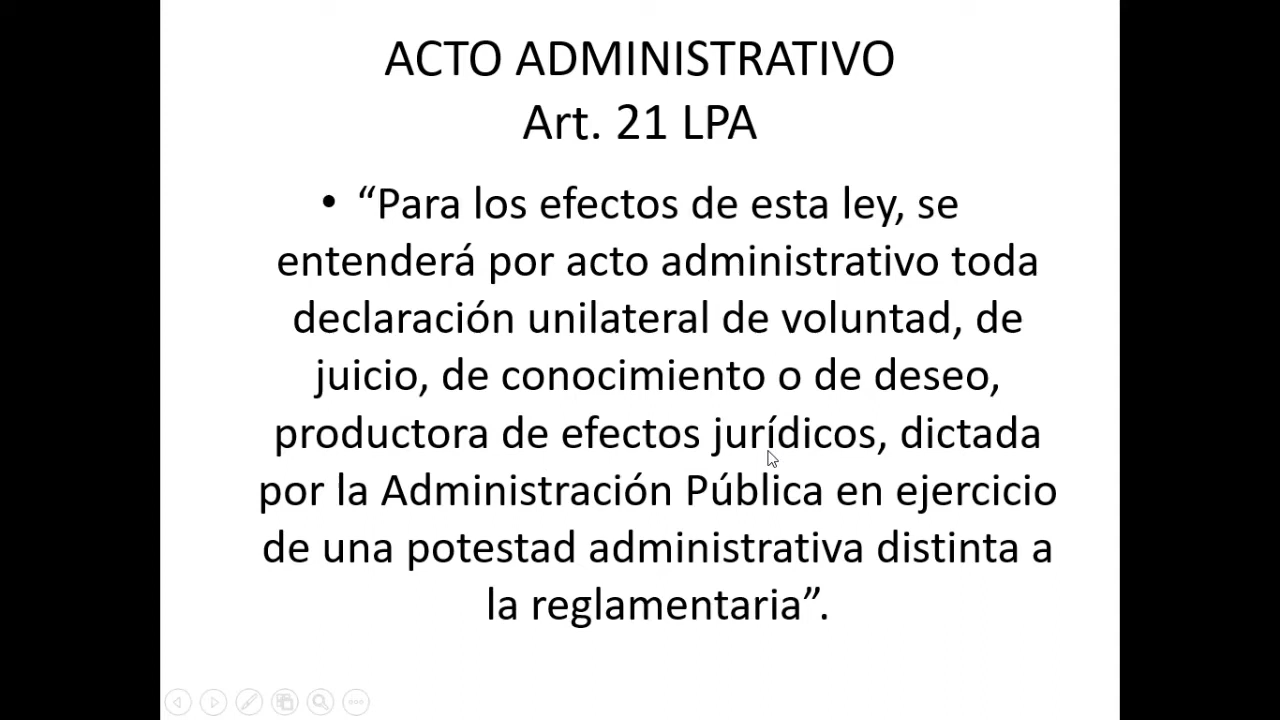 ACTO ADMINISTRATIVO
Art. 21 LPA
• “Para los efectos de esta ley, se
entenderá por acto administrativo toda
declaración unilateral de voluntad, de
juicio, de conocimiento o de deseo,
productora de efectos jurídicos, dictada
por la Administración Pública en ejercicio
de una potestad administrativa distinta a
la reglamentaria”.